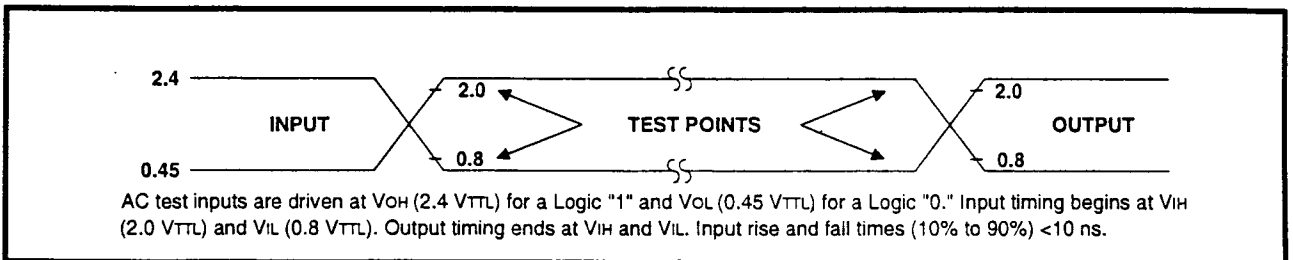 2.4
2.0
2.0
INPUT
TEST POINTS
OUTPUT
0.8
0.8
0.45
AC test inputs are driven at VOH (2.4 VTTL) for a Logic "1" and VOL (0.45 VTTL) for a Logic "0." Input timing begins at VIH
(2.0 VTTL) and VIL (0.8 VTTL). Output timing ends at VIH and VIL. Input rise and fall times (10% to 90%) <10 ns.